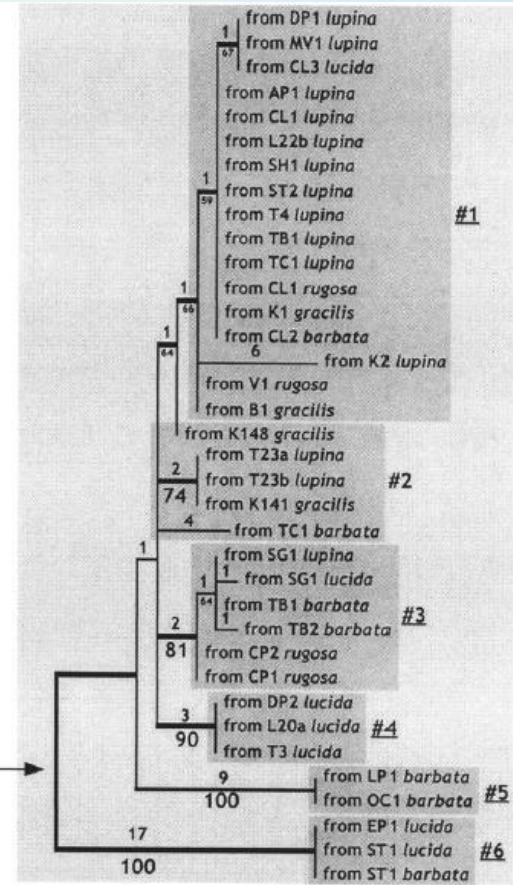 from DP1 lupina
1
from MV1 lupina
67
from CL3 lucida
from AP1 lupina
from CL1 lupina
from L22b lupina
from SH1 lupina
1
from ST2 lupina
59
from T4 lupina
#1
from TB1 lupina
from TC1 lupina
from CL1 rugosa
1
from K1 gracilis
66
from CL2 barbata
1
6
64
from K2 lupina
from V1 rugosa
from B1 gracilis
from K148 gracilis
from T23a lupina
2
from T23b lupina
#2
74
from K141 gracilis
4
from TC1 barbata
1
from SG1 lupina
1
1
from SG1 lucida
64
from TB1 barbata
#3
2
1
from TB2 barbata
81
from CP2 rugosa
from CP1 rugosa
from DP2 lucida
3
from L20a lucida
#4
90
from T3 lucida
9
from LP1 barbata
100
from OC1 barbata
#5
from EP1 lucida
17
from ST1 lucida
#6
100
from ST1 barbata